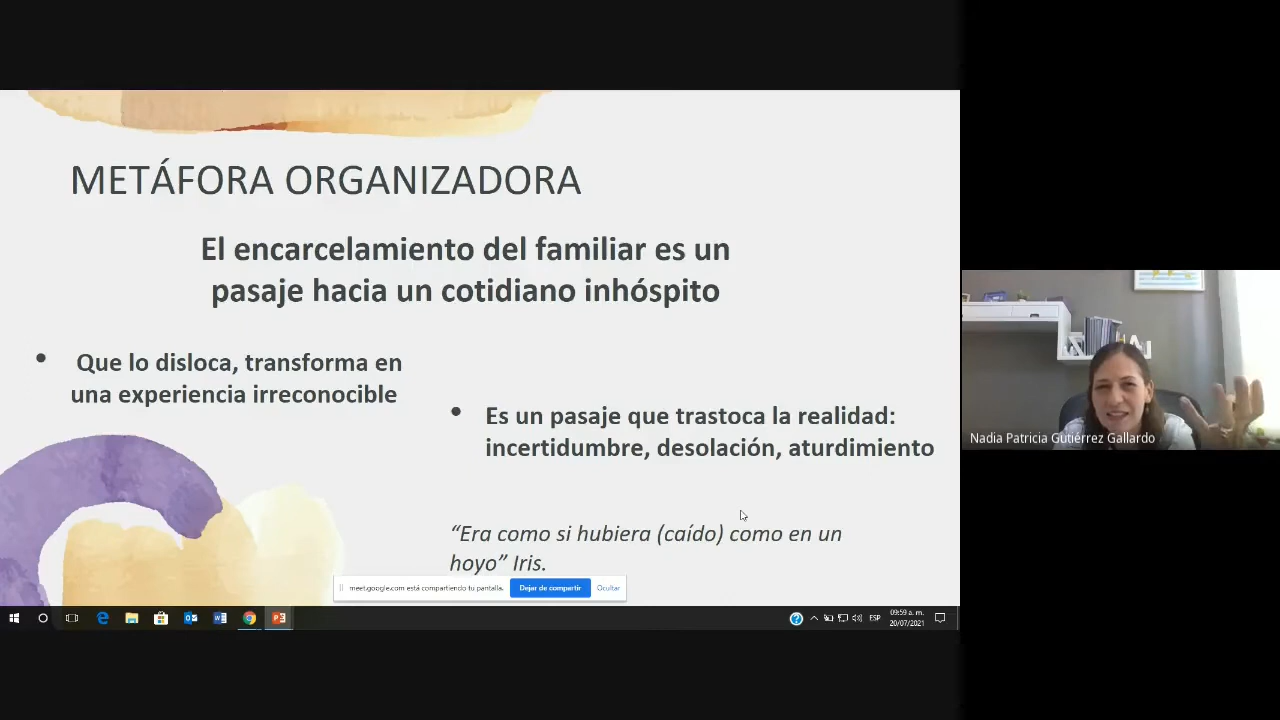 METÁFORA ORGANIZADORA
El encarcelamiento del familiar es un
pasaje hacia un cotidiano inhóspito
• Que lo disloca, transforma en
una experiencia irreconocible
• Es un pasaje que trastoca la realidad:
incertidumbre, desolación, aturdimiento
“Era como si hubiera (caído) como en un
hoyo” Iris.
meet.google.com está compartiendo tu pantalla.
Dejar de compartir
Ocultar
ESP
09:59 a. m.
20/07/2021
Nadia Patricia Gutiérrez Gallardo